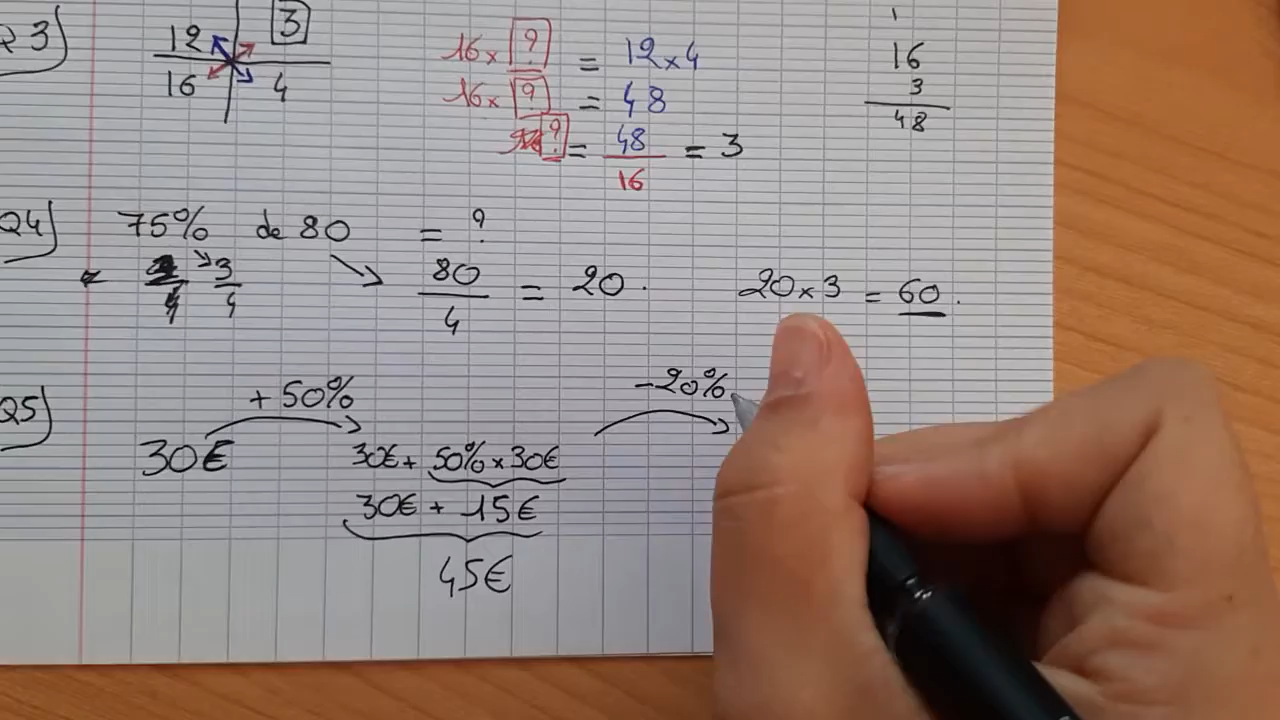 Q3)
12 3
16 4
16 × ? = 12 × 4
16 × ? = 48
? = 48/16 = 3
16
3
48
Q4) 75% de 80 = ?
= 3/4 80/4 = 20. 20 × 3 = 60.
Q5) +50% -20%
30€ 30€ + 50% × 30€
30€ + 15€
45€